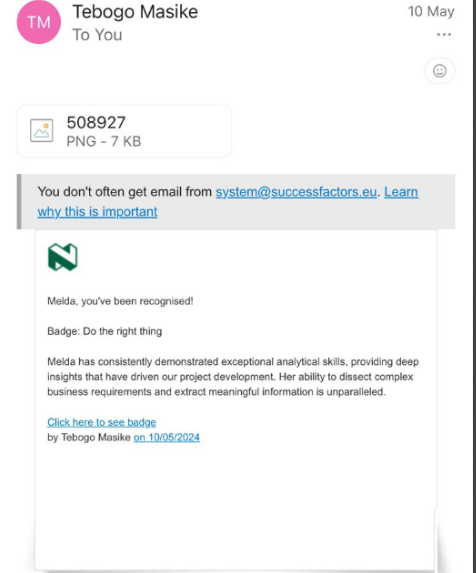 TM
Tebogo Masike
10 May
To You
508927
PNG - 7 KB
You don't often get email from system@successfactors.eu. Learn
why this is important
Melda, you've been recognised!
Badge: Do the right thing
Melda has consistently demonstrated exceptional analytical skills, providing deep
insights that have driven our project development. Her ability to dissect complex
business requirements and extract meaningful information is unparalleled.
Click here to see badge
by Tebogo Masike on 10/05/2024